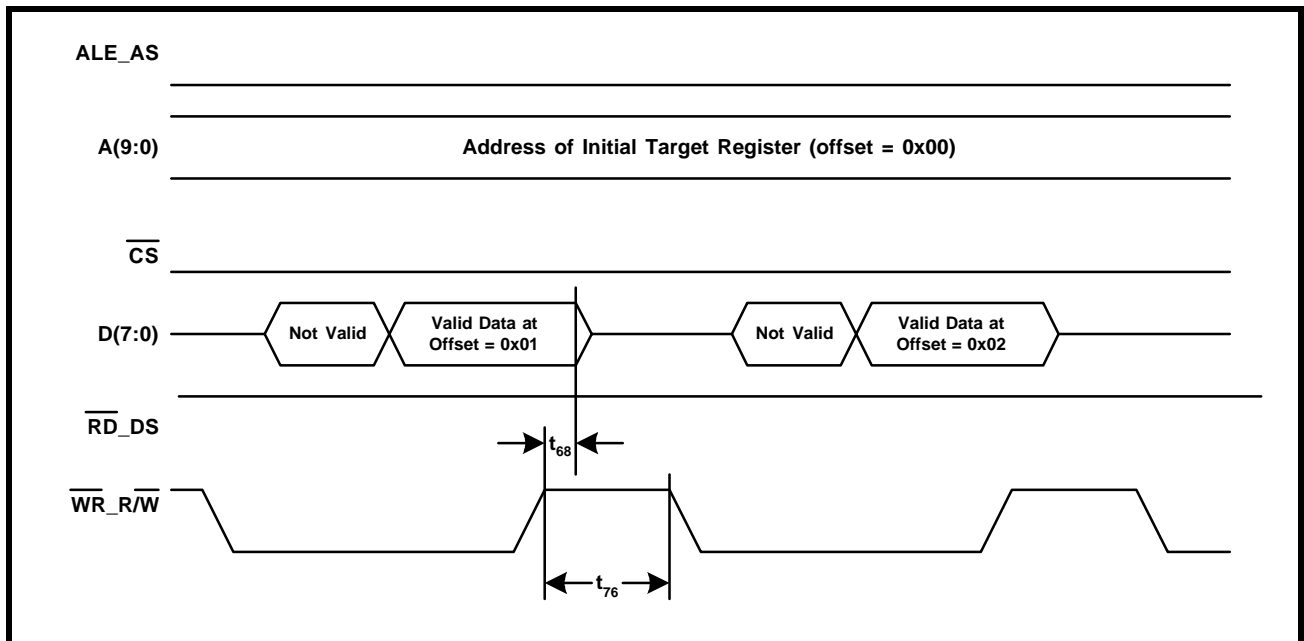 ALE_AS
A(9:0)
Address of Initial Target Register (offset = 0x00)
CS
D(7:0)
Not Valid
Valid Data at
Offset = 0x01
Not Valid
Valid Data at
Offset = 0x02
RD_DS
t68
WR_R/W
t76